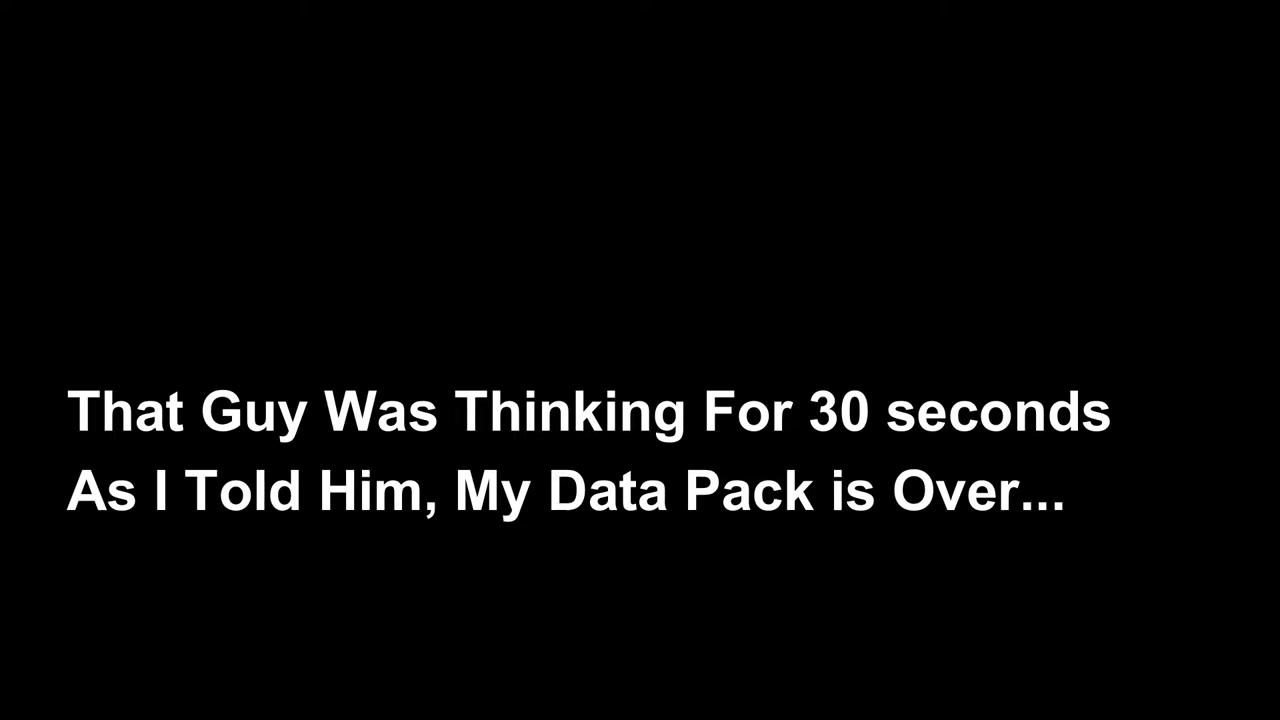 That Guy Was Thinking For 30 seconds
As I Told Him, My Data Pack is Over...